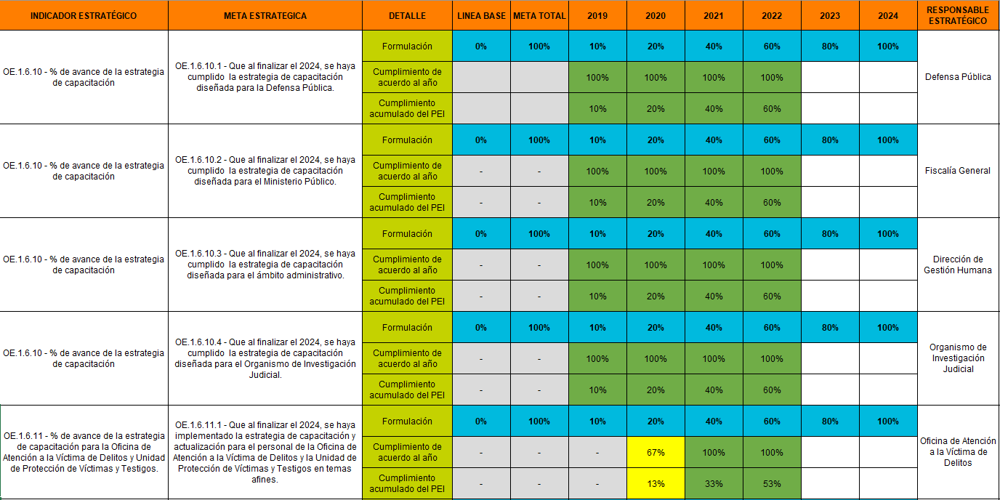 INDICADOR ESTRATÉGICO META ESTRATEGICA DETALLE LINEA BASE META TOTAL 2019 2020 2021 2022 2023 2024 RESPONSABLE
ESTRATÉGICO
OE.1.6.10 - % de avance de la estrategia
de capacitación
OE.1.6.10.1 - Que al finalizar el 2024, se haya
cumplido la estrategia de capacitación
diseñada para la Defensa Pública.
Formulación 0% 100% 10% 20% 40% 60% 80% 100%
Cumplimiento de
acuerdo al año
100% 100% 100% 100%
Cumplimiento
acumulado del PEI
10% 20% 40% 60%
Defensa Pública
OE.1.6.10 - % de avance de la estrategia
de capacitación
OE.1.6.10.2 - Que al finalizar el 2024, se haya
cumplido la estrategia de capacitación
diseñada para el Ministerio Público.
Formulación 0% 100% 10% 20% 40% 60% 80% 100%
Cumplimiento de
acuerdo al año
- - 100% 100% 100% 100%
Cumplimiento
acumulado del PEI
- - 10% 20% 40% 60%
Fiscalía General
OE.1.6.10 - % de avance de la estrategia
de capacitación
OE.1.6.10.3 - Que al finalizar el 2024, se haya
cumplido la estrategia de capacitación
diseñada para el ámbito administrativo.
Formulación 0% 100% 10% 20% 40% 60% 80% 100%
Cumplimiento de
acuerdo al año
- - 100% 100% 100% 100%
Cumplimiento
acumulado del PEI
- - 10% 20% 40% 60%
Dirección de
Gestión Humana
OE.1.6.10 - % de avance de la estrategia
de capacitación
OE.1.6.10.4 - Que al finalizar el 2024, se haya
cumplido la estrategia de capacitación
diseñada para el Organismo de Investigación
Judicial.
Formulación 0% 100% 10% 20% 40% 60% 80% 100%
Cumplimiento de
acuerdo al año
- - 100% 100% 100% 100%
Cumplimiento
acumulado del PEI
- - 10% 20% 40% 60%
Organismo de
Investigación
Judicial
OE.1.6.11 - % de avance de la estrategia
de capacitación para la Oficina de
Atención a la Víctima de Delitos y Unidad
de Protección de Víctimas y Testigos.
OE.1.6.11.1 - Que al finalizar el 2024, se haya
implementado la estrategia de capacitación y
actualización para el personal de la Oficina de
Atención a la Víctima de Delitos y la Unidad de
Protección de Víctimas y Testigos en temas
afines.
Formulación 0% 100% 10% 20% 40% 60% 80% 100%
Cumplimiento de
acuerdo al año
- - - 67% 100% 100%
Cumplimiento
acumulado del PEI
- - - 13% 33% 53%
Oficina de Atención
a la Víctima de
Delitos